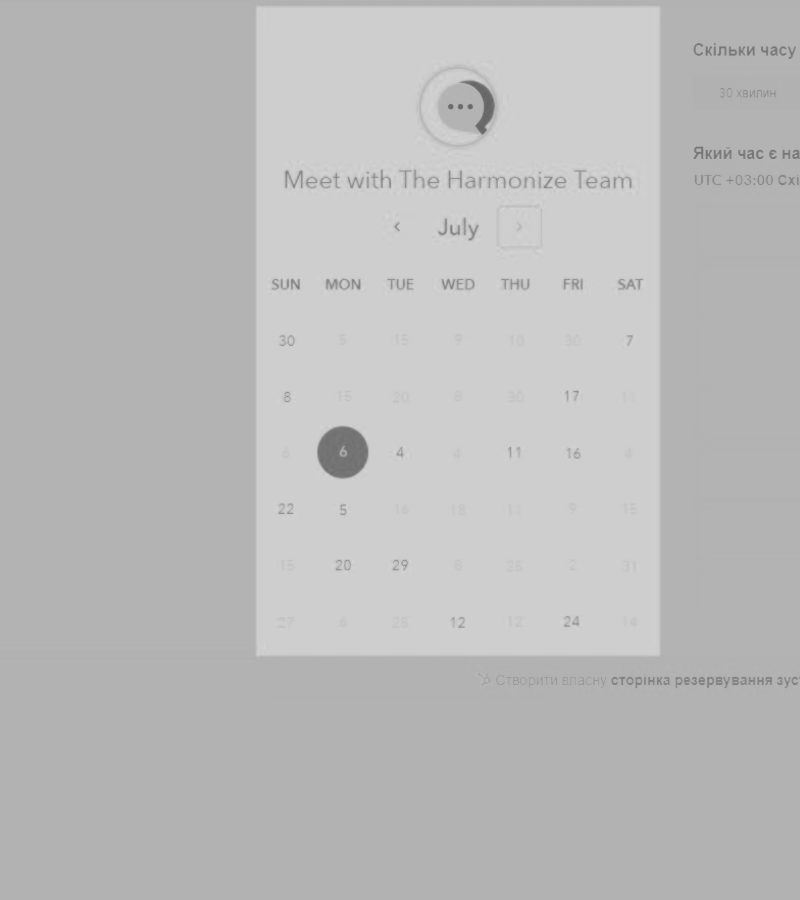 Meet with The Harmonize Team
‹ July ›
SUN MON TUE WED THU FRI SAT
30 5 15 9 10 30 7
8 15 20 8 30 17 11
6 6 4 4 11 16 4
22 5 16 18 11 9 15
15 20 29 8 25 2 31
27 6 25 12 12 24 14
Скільки часу
30 хвилин
Який час є на
UTC +03:00 Схі
Створити власну сторінка резервування зус